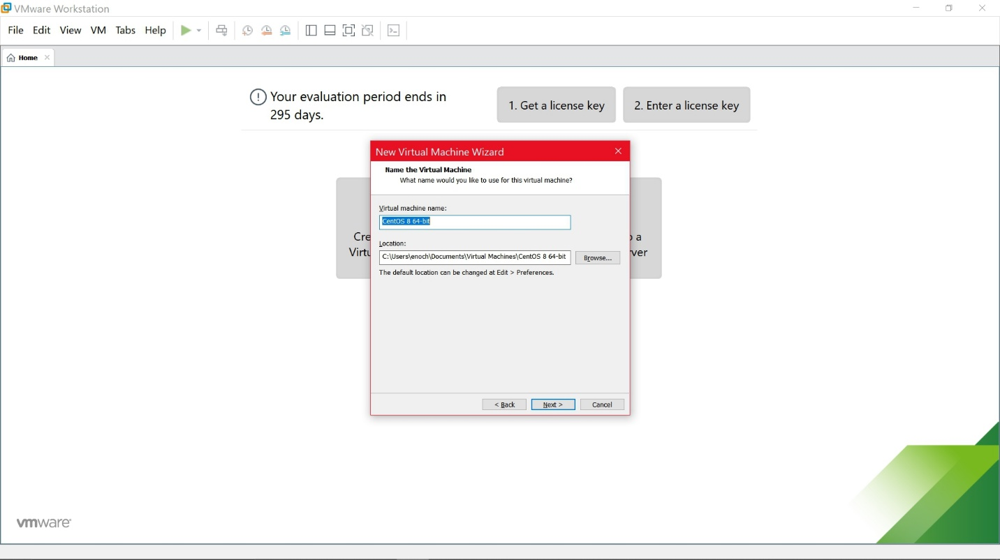 VMware Workstation
File Edit View VM Tabs Help
Home
Your evaluation period ends in
295 days.
1. Get a license key
2. Enter a license key
New Virtual Machine Wizard
Name the Virtual Machine
What name would you like to use for this virtual machine?
Virtual machine name:
CentOS 8 64-bit
Cre
Location:
a
Virtu
C:\Users\enoch\Documents\Virtual Machines\CentOS 8 64-bit
Browse...
ver
The default location can be changed at Edit > Preferences.
< Back
Next >
Cancel
vmware